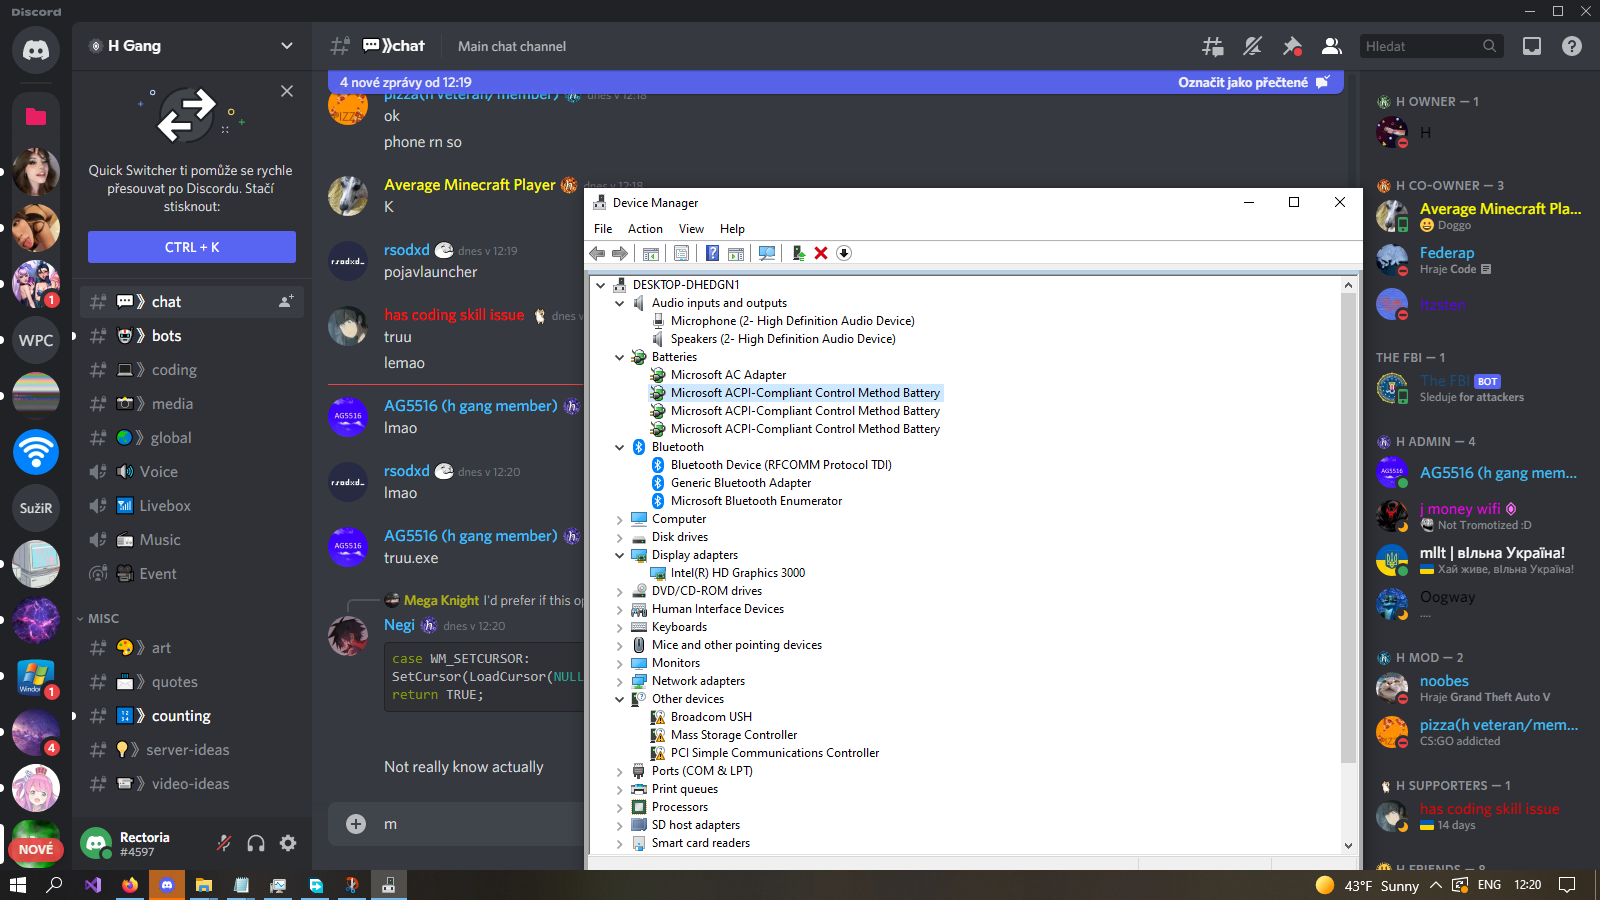 Discord
H Gang
Quick Switcher ti pomůže se rychle
přesouvat po Discordu. Stačí
stisknout:
CTRL + K
chat
bots
coding
media
global
Voice
Livebox
Music
Event
MISC
art
quotes
counting
server-ideas
video-ideas
Rectoria
#4597
WPC
SužiR
1
Window
1
4
NOVÉ
chat
Main chat channel
Hledat
4 nové zprávy od 12:19
Označit jako přečtené
pizza(h veteran/member) dnes v 12:18
ok
phone rn so
Average Minecraft Player dnes v 12:18
K
rsodxd dnes v 12:19
pojavlauncher
has coding skill issue dnes v
truu
lemao
AG5516 (h gang member)
lmao
rsodxd dnes v 12:20
lmao
AG5516 (h gang member)
truu.exe
Mega Knight I'd prefer if this op
Negi dnes v 12:20
case WM_SETCURSOR:
SetCursor(LoadCursor(NULL
return TRUE;
Not really know actually
m
Device Manager
File Action View Help
DESKTOP-DHEDGN1
Audio inputs and outputs
Microphone (2- High Definition Audio Device)
Speakers (2- High Definition Audio Device)
Batteries
Microsoft AC Adapter
Microsoft ACPI-Compliant Control Method Battery
Microsoft ACPI-Compliant Control Method Battery
Microsoft ACPI-Compliant Control Method Battery
Bluetooth
Bluetooth Device (RFCOMM Protocol TDI)
Generic Bluetooth Adapter
Microsoft Bluetooth Enumerator
Computer
Disk drives
Display adapters
Intel(R) HD Graphics 3000
DVD/CD-ROM drives
Human Interface Devices
Keyboards
Mice and other pointing devices
Monitors
Network adapters
Other devices
Broadcom USH
Mass Storage Controller
PCI Simple Communications Controller
Ports (COM & LPT)
Print queues
Processors
SD host adapters
Smart card readers
H OWNER — 1
H
H CO-OWNER — 3
Average Minecraft Pla...
Doggo
Federap
Hraje Code
Itzsten
THE FBI — 1
The FBI BOT
Sleduje for attackers
H ADMIN — 4
AG5516 (h gang mem...
j money wifi
Not Tromotized :D
mllt | вільна Україна!
Хай живе, вільна Україна!
Oogway
....
H MOD — 2
noobes
Hraje Grand Theft Auto V
pizza(h veteran/mem...
CS:GO addicted
H SUPPORTERS — 1
has coding skill issue
14 days
H FRIENDS — 8
43°F Sunny
ENG
12:20